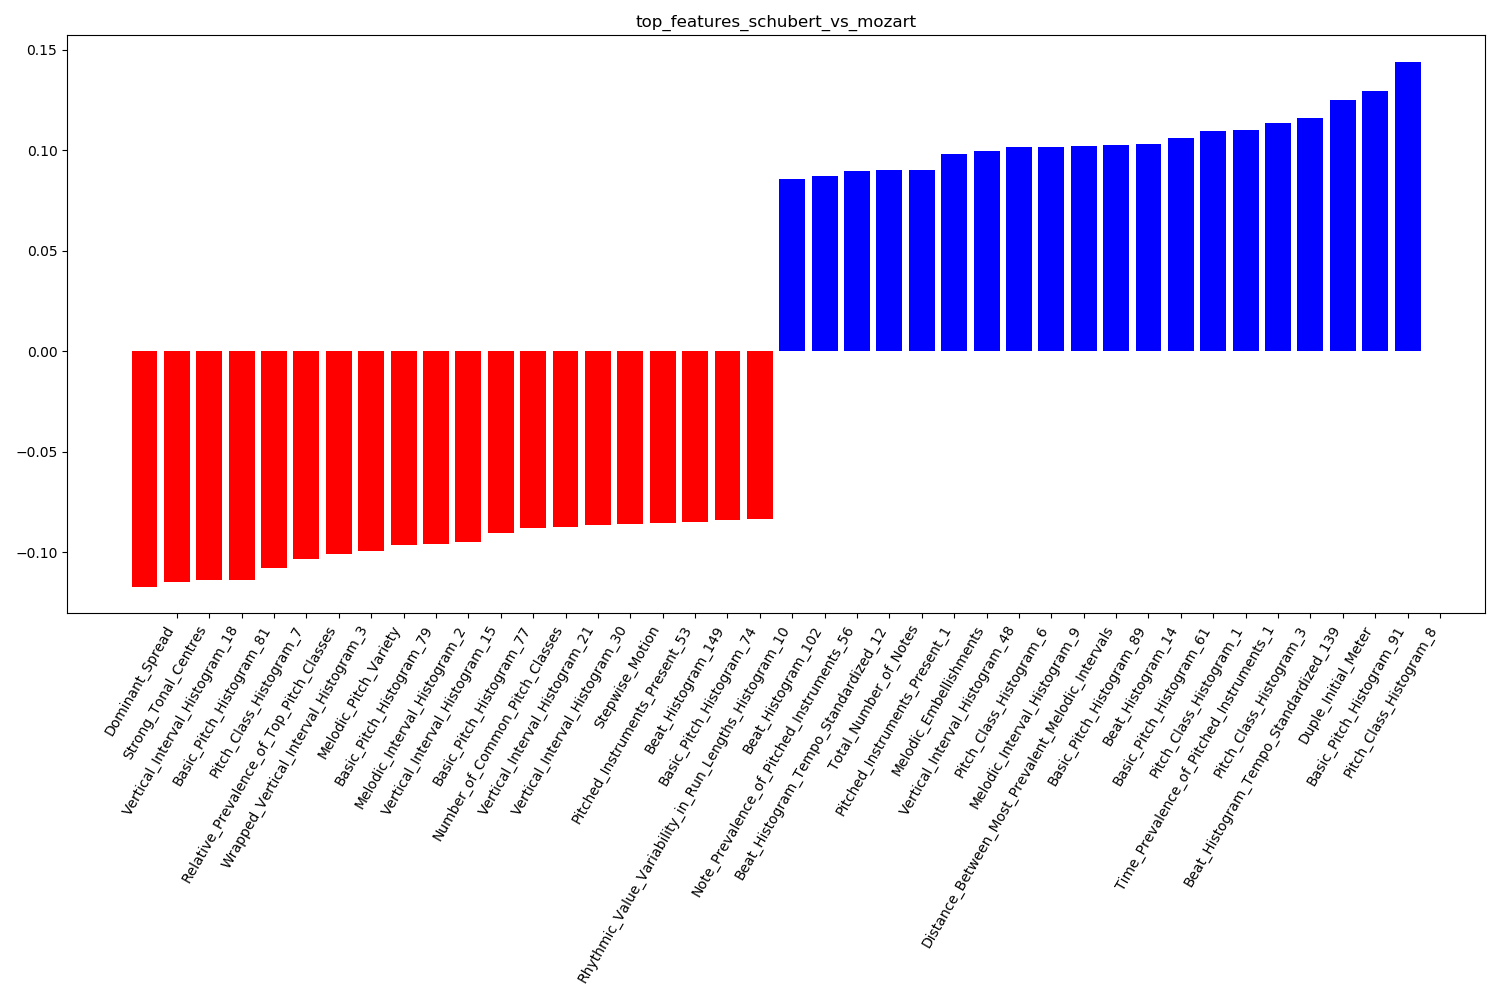 top_features_schubert_vs_mozart
0.15
0.10
0.05
0.00
−0.05
−0.10
Dominant_Spread
Strong_Tonal_Centres
Vertical_Interval_Histogram_18
Basic_Pitch_Histogram_81
Pitch_Class_Histogram_7
Relative_Prevalence_of_Top_Pitch_Classes
Wrapped_Vertical_Interval_Histogram_3
Melodic_Pitch_Variety
Basic_Pitch_Histogram_79
Melodic_Interval_Histogram_2
Vertical_Interval_Histogram_15
Basic_Pitch_Histogram_77
Number_of_Common_Pitch_Classes
Vertical_Interval_Histogram_21
Vertical_Interval_Histogram_30
Stepwise_Motion
Pitched_Instruments_Present_53
Beat_Histogram_149
Basic_Pitch_Histogram_74
Rhythmic_Value_Variability_in_Run_Lengths_Histogram_10
Beat_Histogram_102
Note_Prevalence_of_Pitched_Instruments_56
Beat_Histogram_Tempo_Standardized_12
Total_Number_of_Notes
Pitched_Instruments_Present_1
Melodic_Embellishments
Vertical_Interval_Histogram_48
Pitch_Class_Histogram_6
Melodic_Interval_Histogram_9
Distance_Between_Most_Prevalent_Melodic_Intervals
Basic_Pitch_Histogram_89
Beat_Histogram_14
Basic_Pitch_Histogram_61
Pitch_Class_Histogram_1
Time_Prevalence_of_Pitched_Instruments_1
Pitch_Class_Histogram_3
Beat_Histogram_Tempo_Standardized_139
Duple_Initial_Meter
Basic_Pitch_Histogram_91
Pitch_Class_Histogram_8